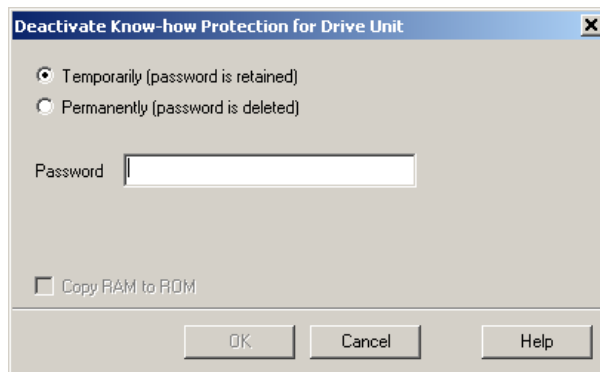 Deactivate Know-how Protection for Drive Unit
Temporarily (password is retained)
Permanently (password is deleted)
Password
Copy RAM to ROM
OK Cancel Help